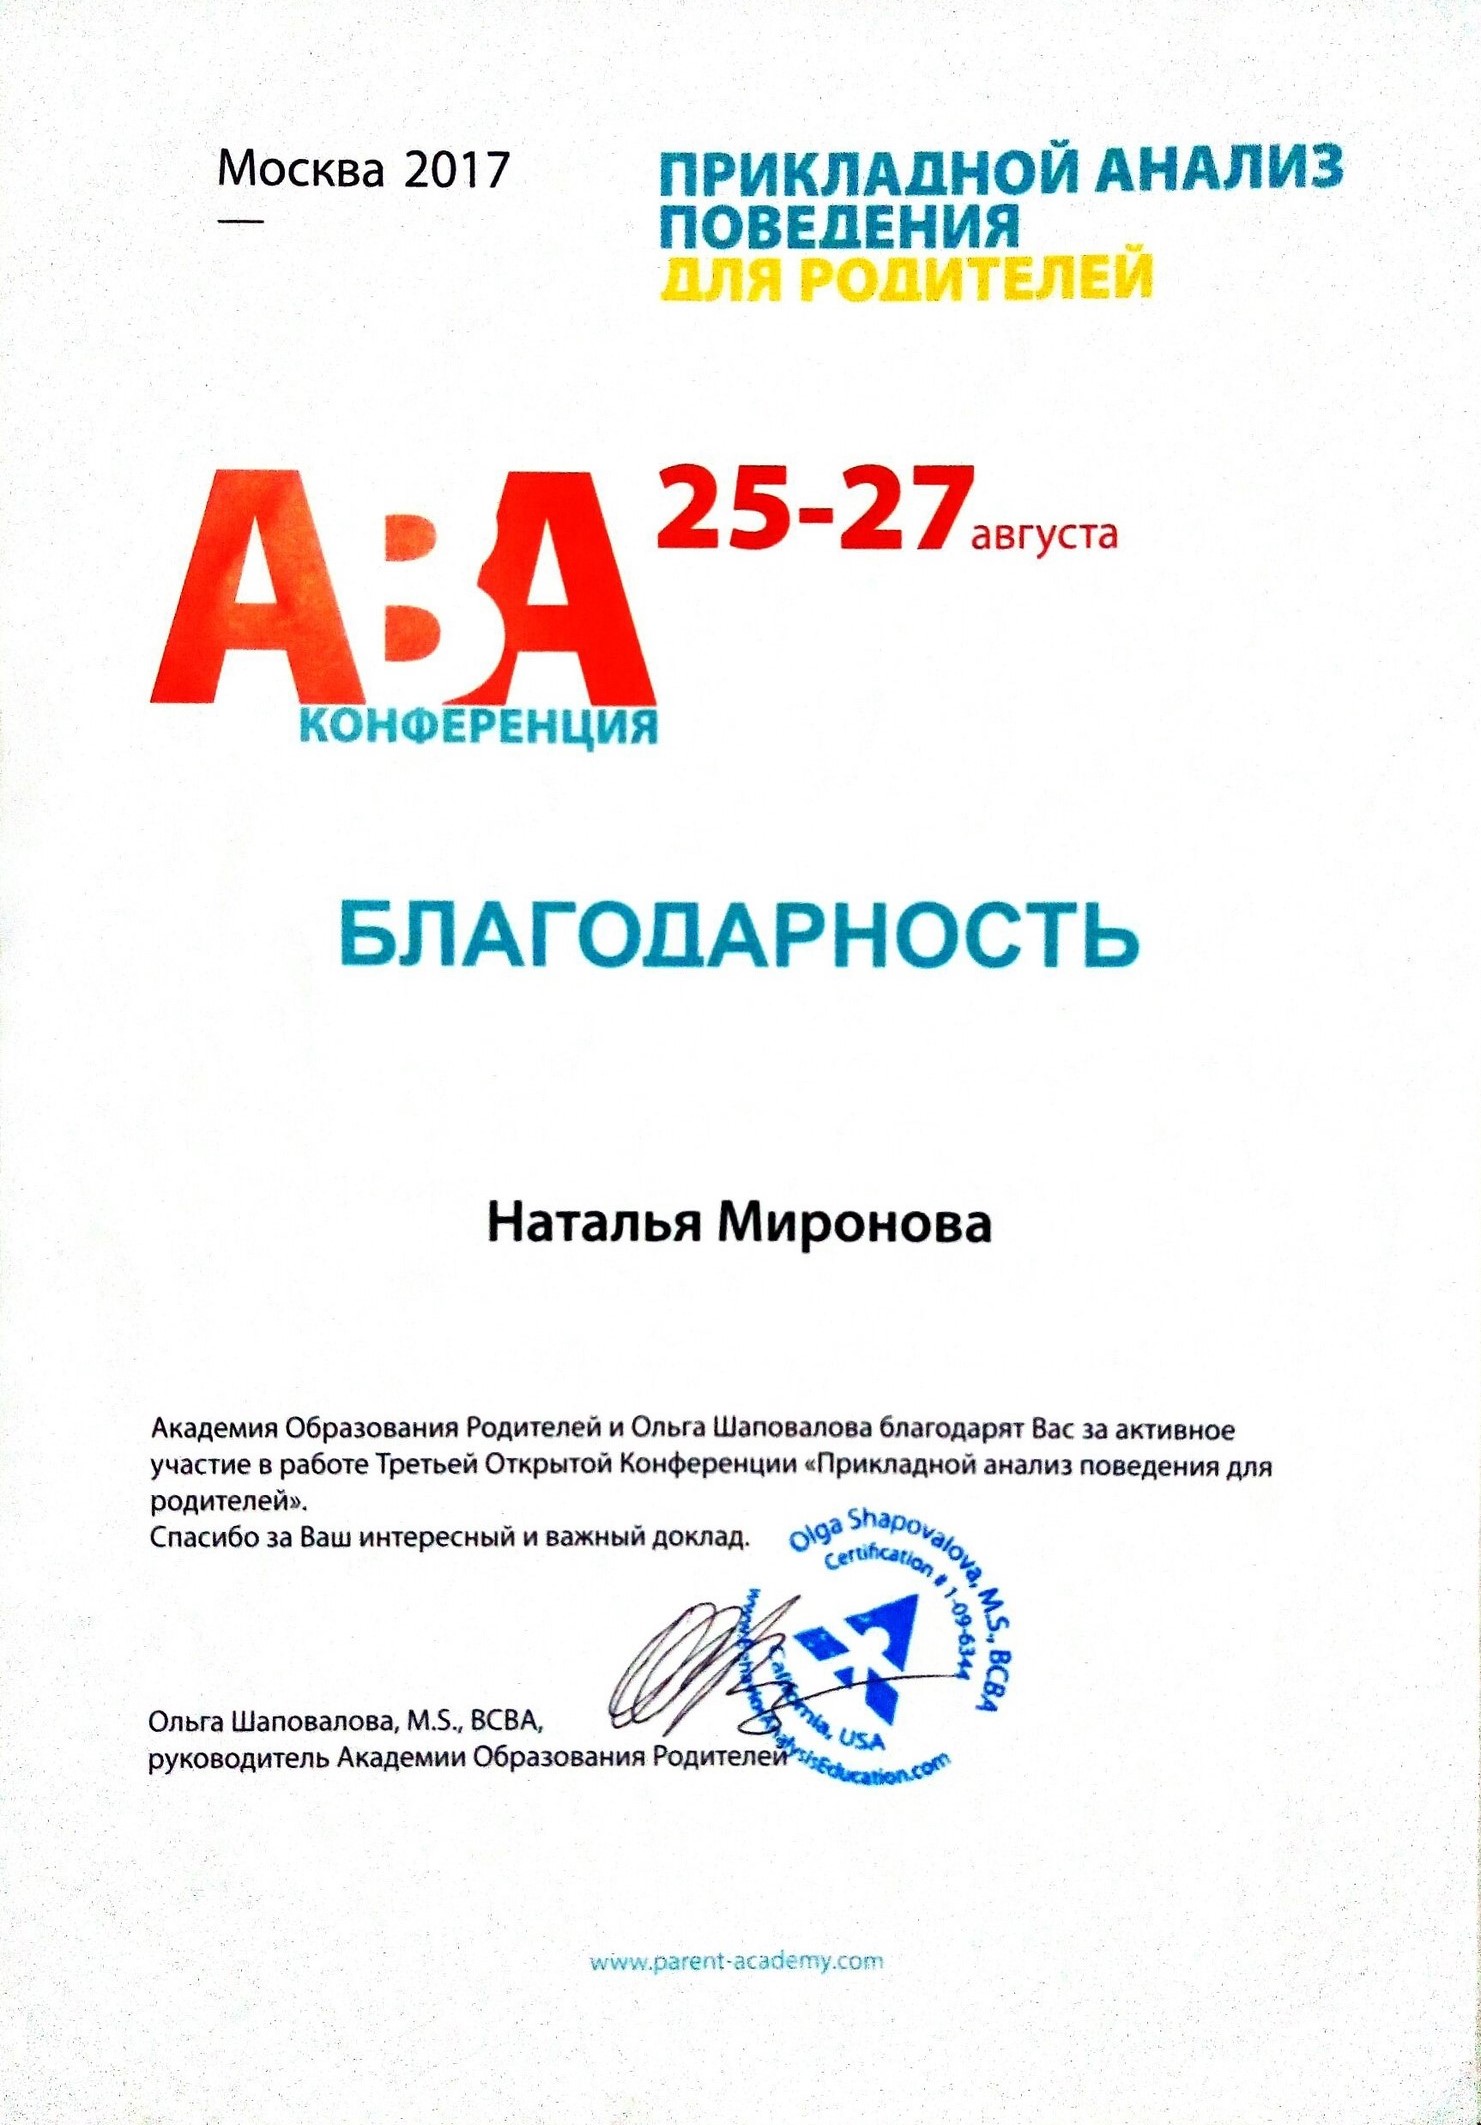 Москва 2017
ПРИКЛАДНОЙ АНАЛИЗ
ПОВЕДЕНИЯ
ДЛЯ РОДИТЕЛЕЙ
АВА
25-27 августа
КОНФЕРЕНЦИЯ
БЛАГОДАРНОСТЬ
Наталья Миронова
Академия Образования Родителей и Ольга Шаповалова благодарят Вас за активное
участие в работе Третьей Открытой Конференции «Прикладной анализ поведения для
родителей».
Спасибо за Ваш интересный и важный доклад.
Olga Shapovalova, M.S., BCBA
Certification # 1-09-6344
California, USA
www.BehaviorAnalysisEducation.com
Ольга Шаповалова, M.S., BCBA,
руководитель Академии Образования Родителей
www.parent-academy.com